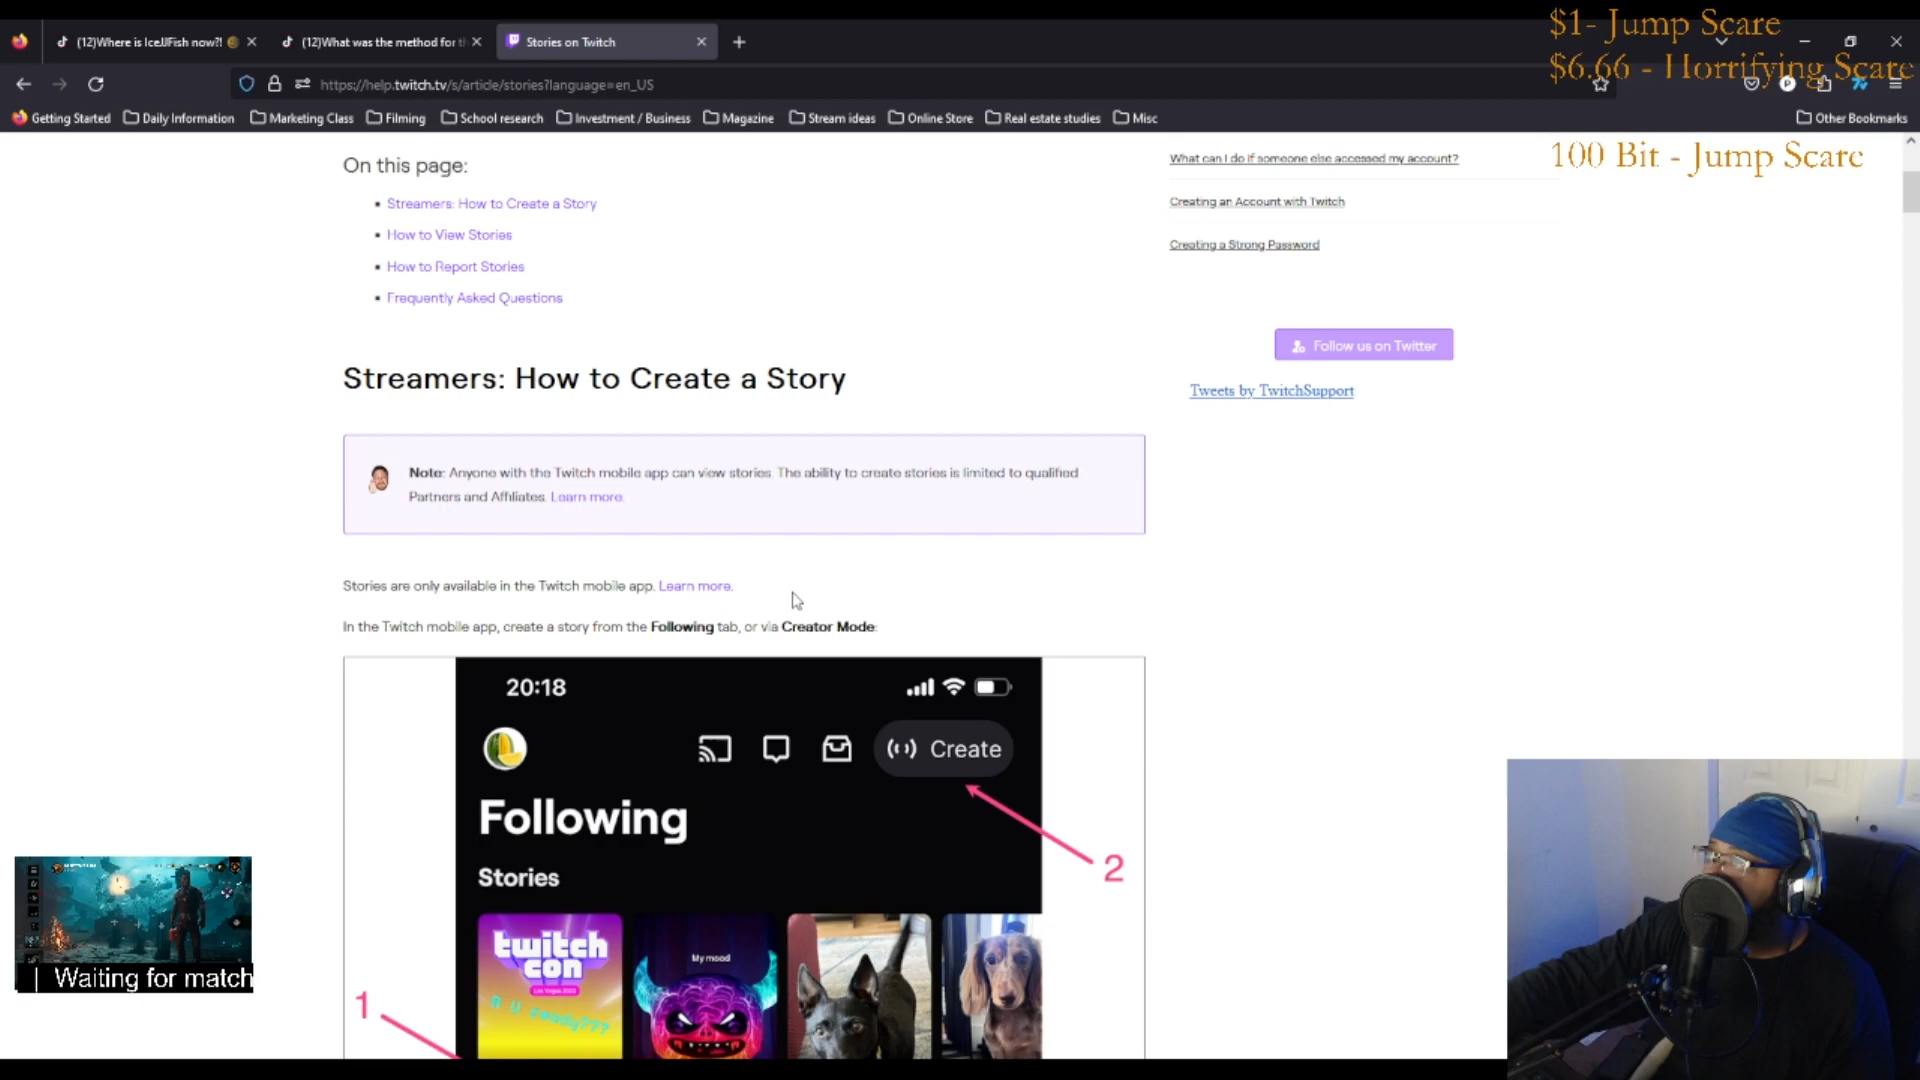 $1- Jump Scare
(12)Where is IceJJFish now?!
(12)What was the method for th
Stories on Twitch
$6.66 - Horrifying Scare
https://help.twitch.tv/s/article/stories?language=en_US
Getting Started
Daily Information
Marketing Class
Filming
School research
Investment / Business
Magazine
Stream ideas
Online Store
Real estate studies
Misc
Other Bookmarks
100 Bit - Jump Scare
On this page:
Streamers: How to Create a Story
How to View Stories
How to Report Stories
Frequently Asked Questions
What can I do if someone else accessed my account?
Creating an Account with Twitch
Creating a Strong Password
Follow us on Twitter
Tweets by TwitchSupport
Streamers: How to Create a Story
Note: Anyone with the Twitch mobile app can view stories. The ability to create stories is limited to qualified
Partners and Affiliates. Learn more.
Stories are only available in the Twitch mobile app. Learn more.
In the Twitch mobile app, create a story from the Following tab, or via Creator Mode:
20:18
Create
Following
2
Stories
twitch
con
Las Vegas 2023
R U ready???
My mood
1
| Waiting for match